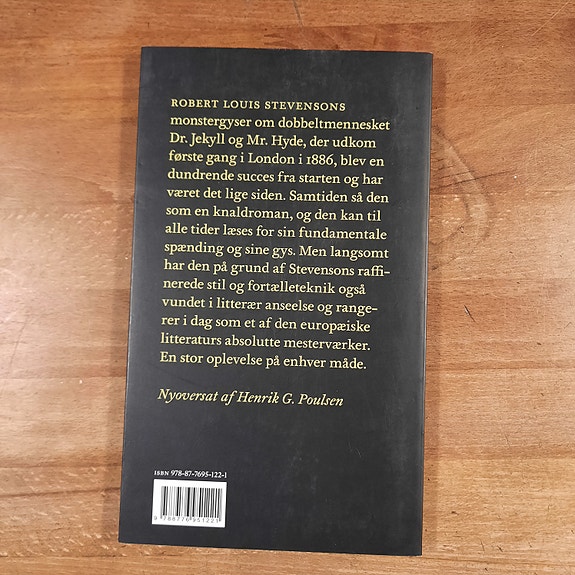 ROBERT LOUIS STEVENSONS
monstergyser om dobbeltmennesket
Dr. Jekyll og Mr. Hyde, der udkom
første gang i London i 1886, blev en
dundrende succes fra starten og har
været det lige siden. Samtiden så den
som en knaldroman, og den kan til
alle tider læses for sin fundamentale
spænding og sine gys. Men langsomt
har den på grund af Stevensons raffi-
nerede stil og fortælleteknik også
vundet i litterær anseelse og range-
rer i dag som et af den europæiske
litteraturs absolutte mesterværker.
En stor oplevelse på enhver måde.
Nyoversat af Henrik G. Poulsen
ISBN 978-87-7695-122-1
9 788776 951221